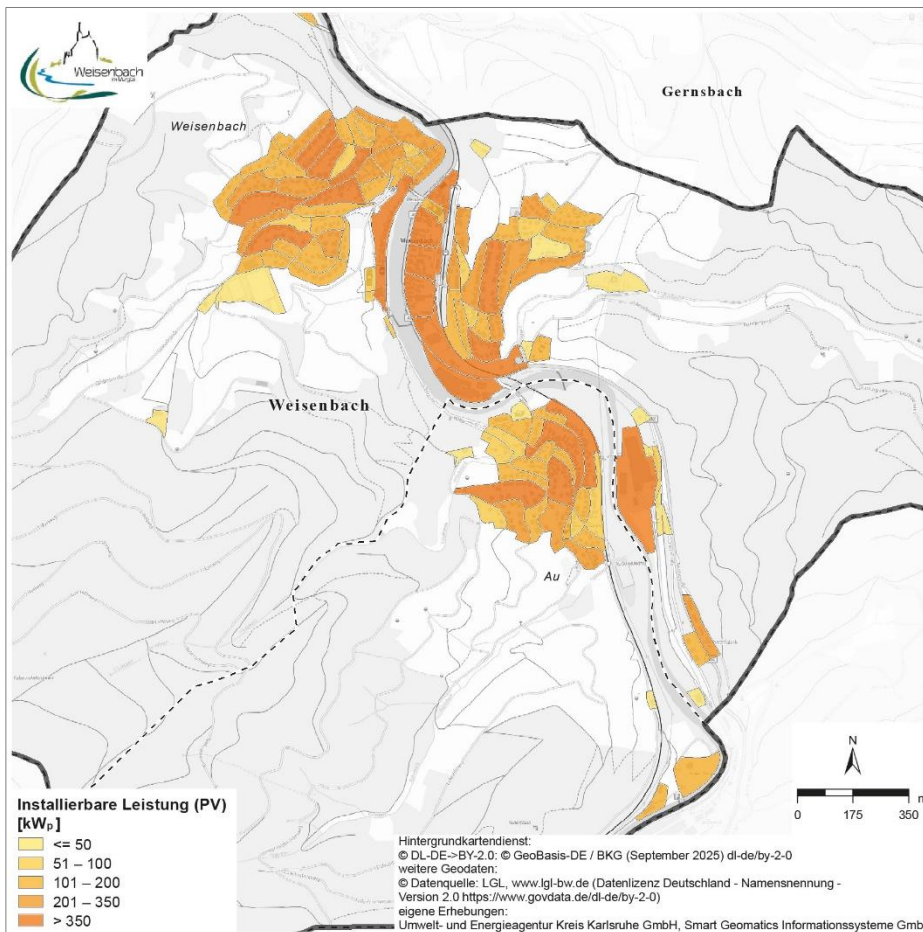 Weisenbach
Gernsbach
Weisenbach
Weisenbach
Au
N
0 175 350 m
Installierbare Leistung (PV)
[kWₚ]
<= 50
51 – 100
101 – 200
201 – 350
> 350
Hintergrundkartendienst:
© DL-DE->BY-2.0: © GeoBasis-DE / BKG (September 2025) dl-de/by-2-0
weitere Geodaten:
© Datenquelle: LGL, www.lgl-bw.de (Datenlizenz Deutschland - Namensnennung -
Version 2.0 https://www.govdata.de/dl-de/by-2-0)
eigene Erhebungen:
Umwelt- und Energieagentur Kreis Karlsruhe GmbH, Smart Geomatics Informationssysteme Gmb